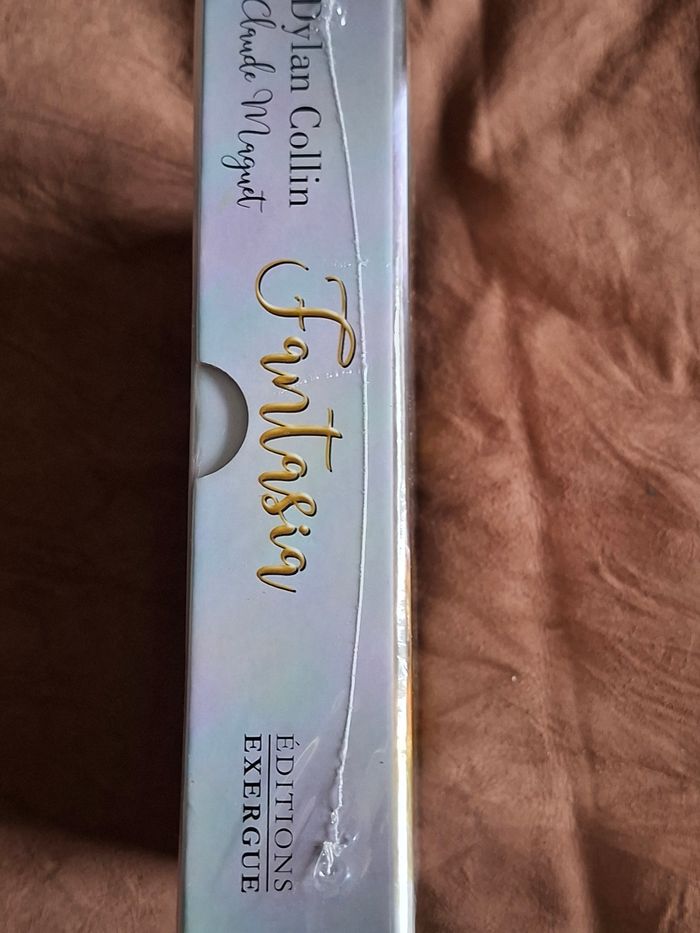 Dylan Collin
Claude Maguet
Fantasia
ÉDITIONS
EXERGUE